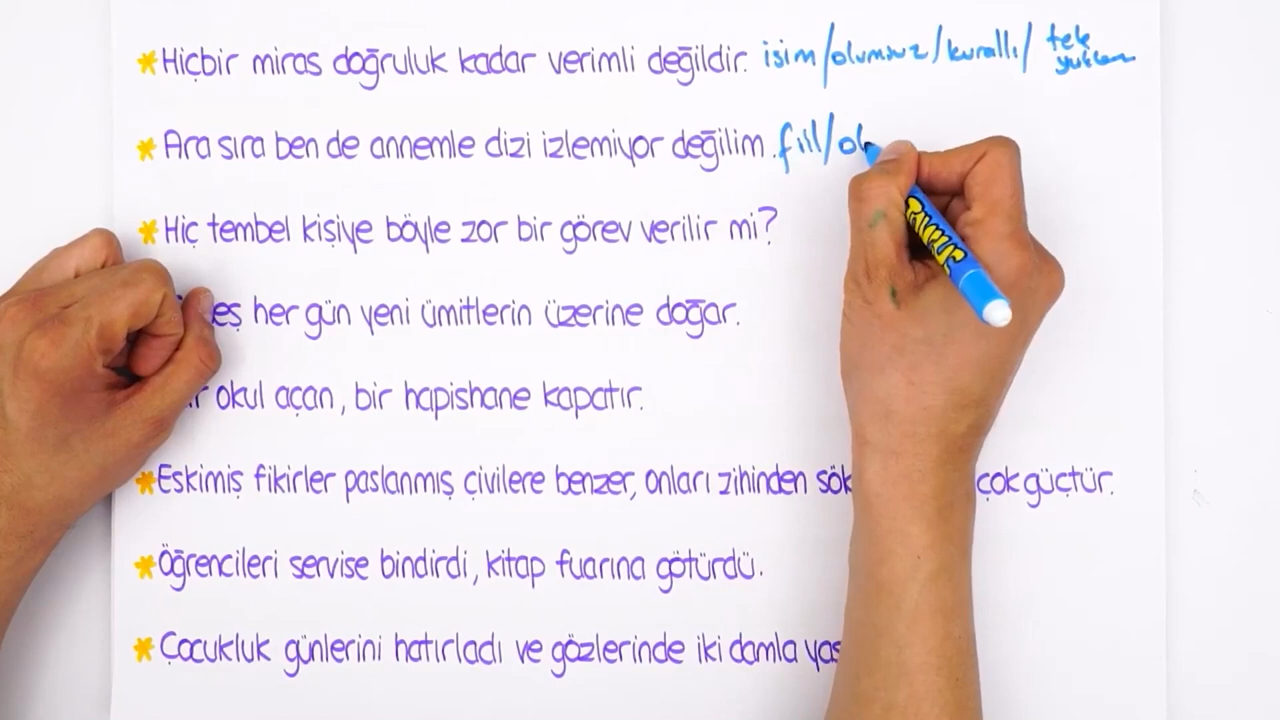 Hiçbir miras doğruluk kadar verimli değildir. isim/olumsuz/kurallı/ tek yüklem
Ara sıra ben de annemle dizi izlemiyor değilim. fiil/ol
Hiç tembel kişiye böyle zor bir görev verilir mi?
eş her gün yeni ümitlerin üzerine doğar.
r okul açan, bir hapishane kapatır.
Eskimiş fikirler paslanmış çivilere benzer, onları zihinden sök çok güçtür.
Öğrencileri servise bindirdi, kitap fuarına götürdü.
Çocukluk günlerini hatırladı ve gözlerinde iki damla yaş